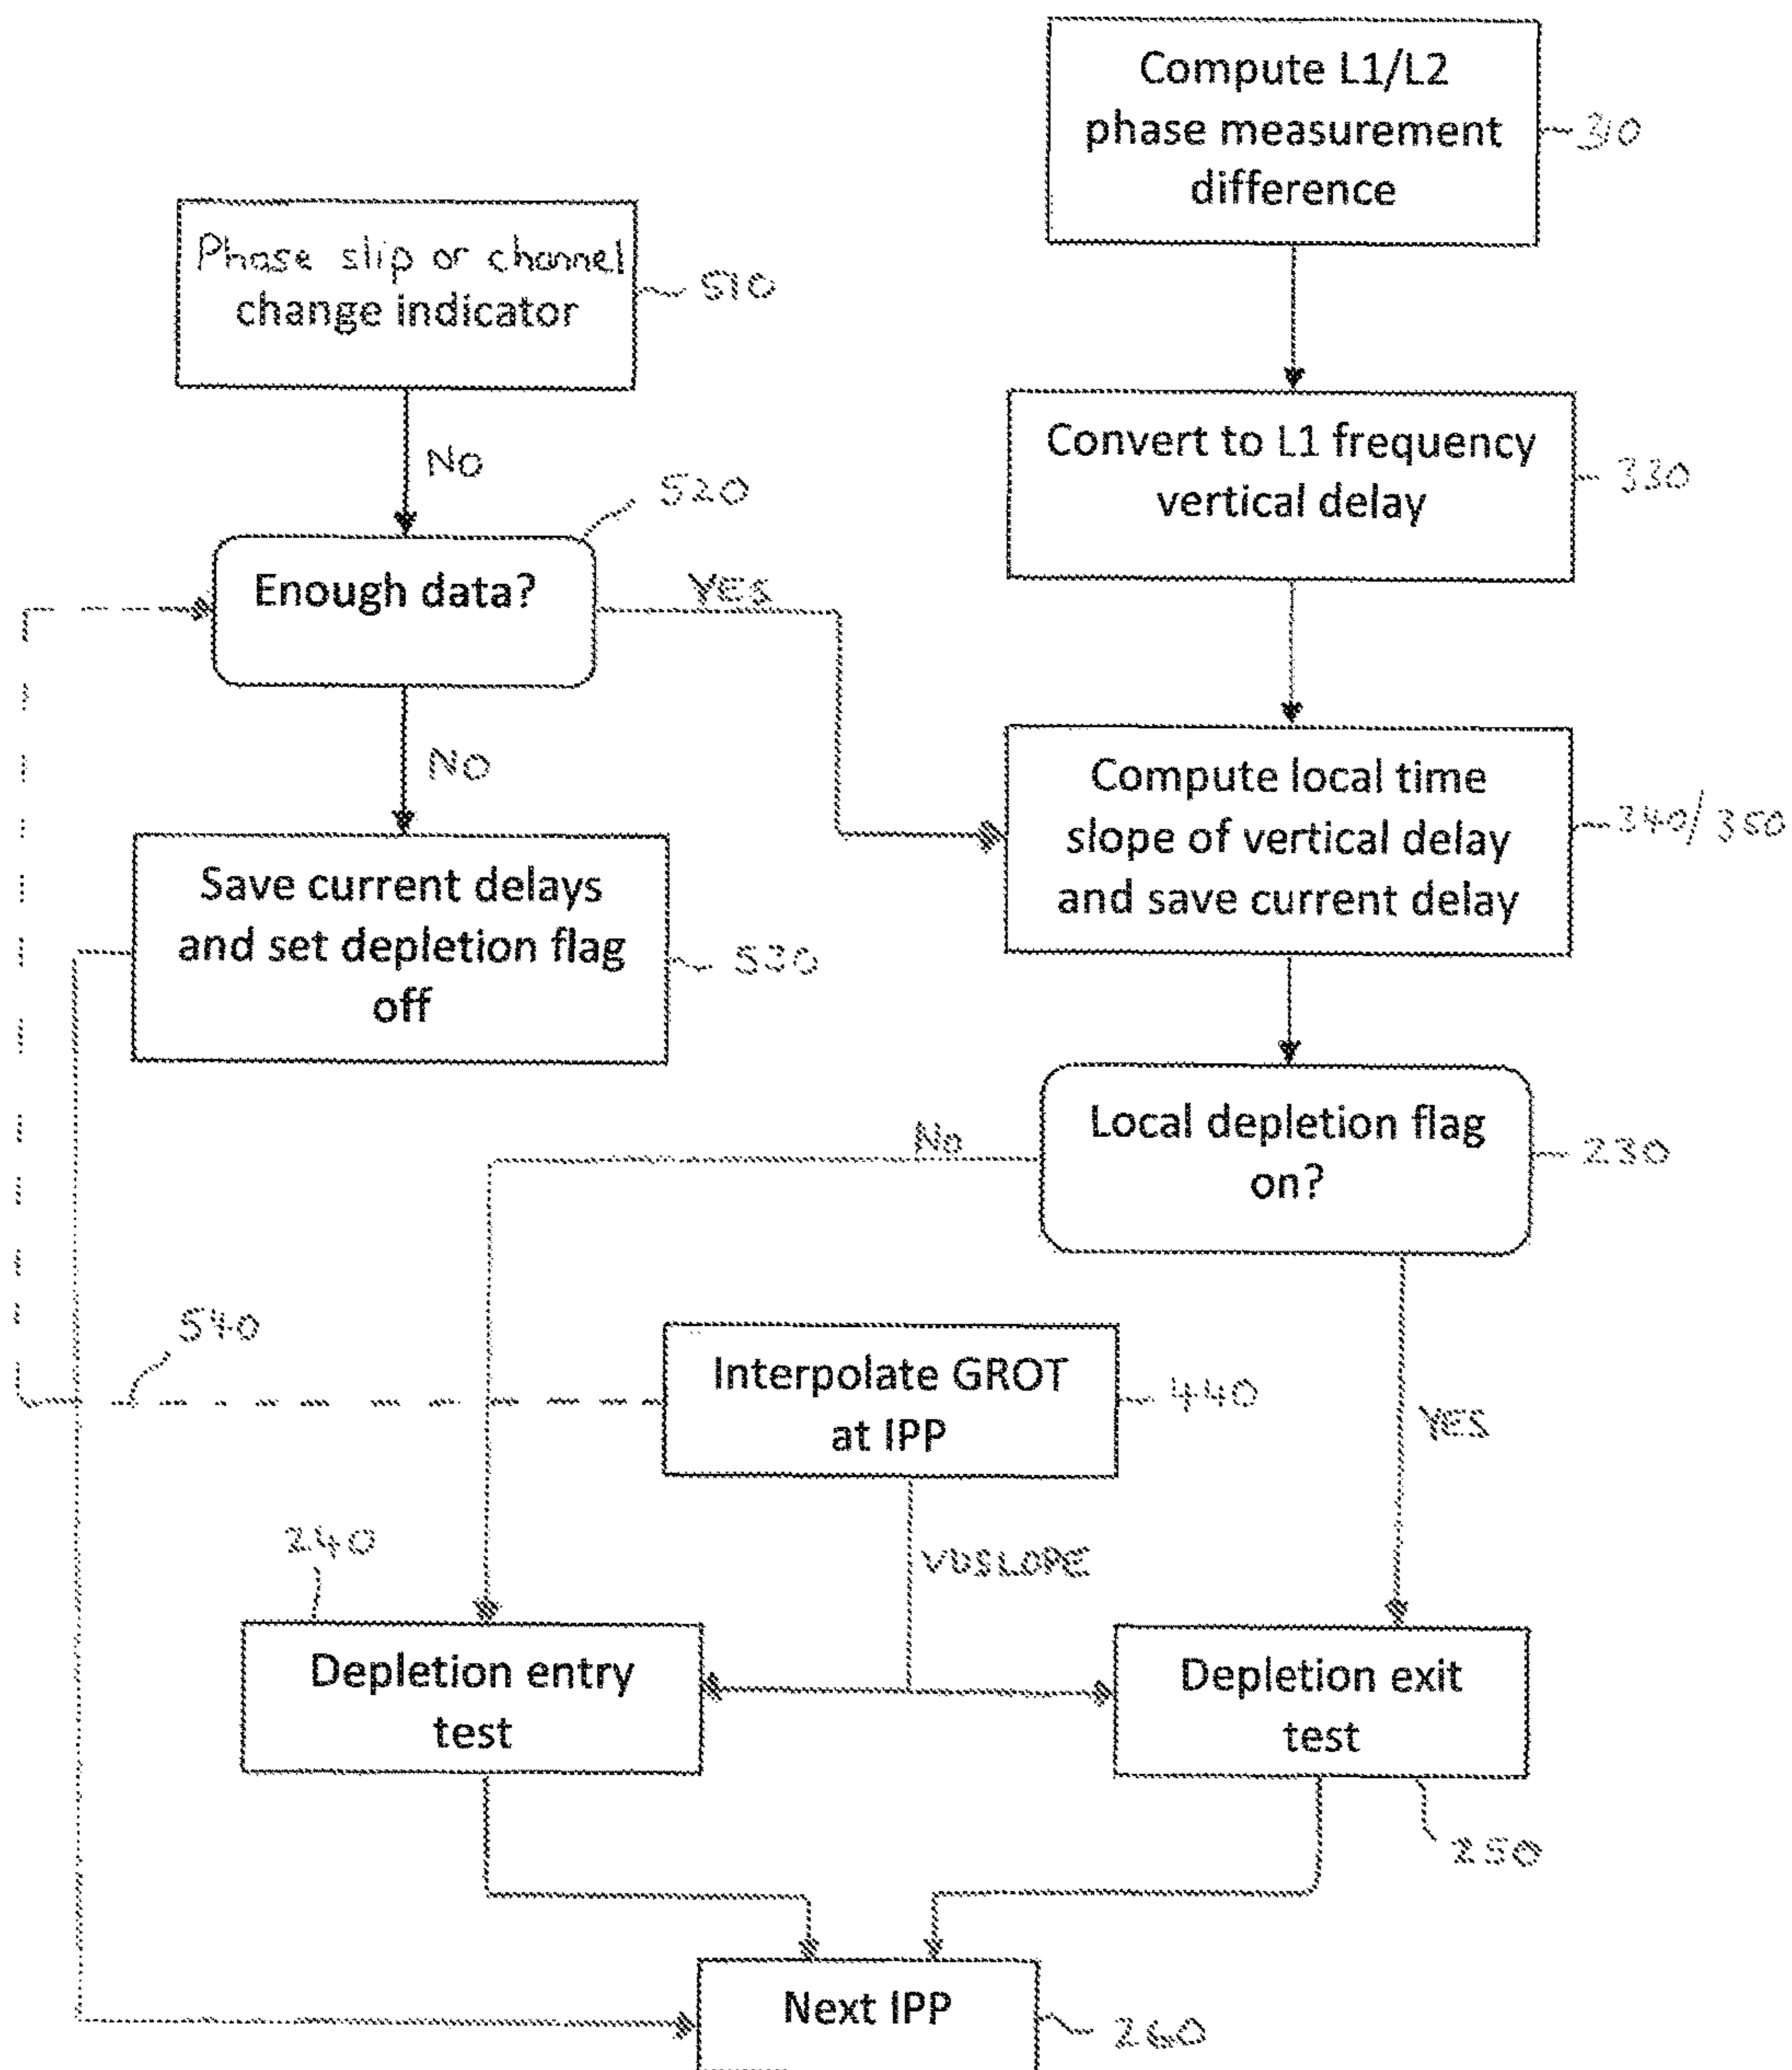 Compute L1/L2
phase measurement
difference
310
Phase slip or channel
change indicator
510
NO
Convert to L1 frequency
vertical delay
330
520
Enough data?
YES
NO
Compute local time
slope of vertical delay
and save current delay
340/350
Save current delays
and set depletion flag
off
530
Local depletion flag
on?
230
No
540
Interpolate GROT
at IPP
440
YES
VDSLOPE
240
Depletion entry
test
Depletion exit
test
250
Next IPP
260